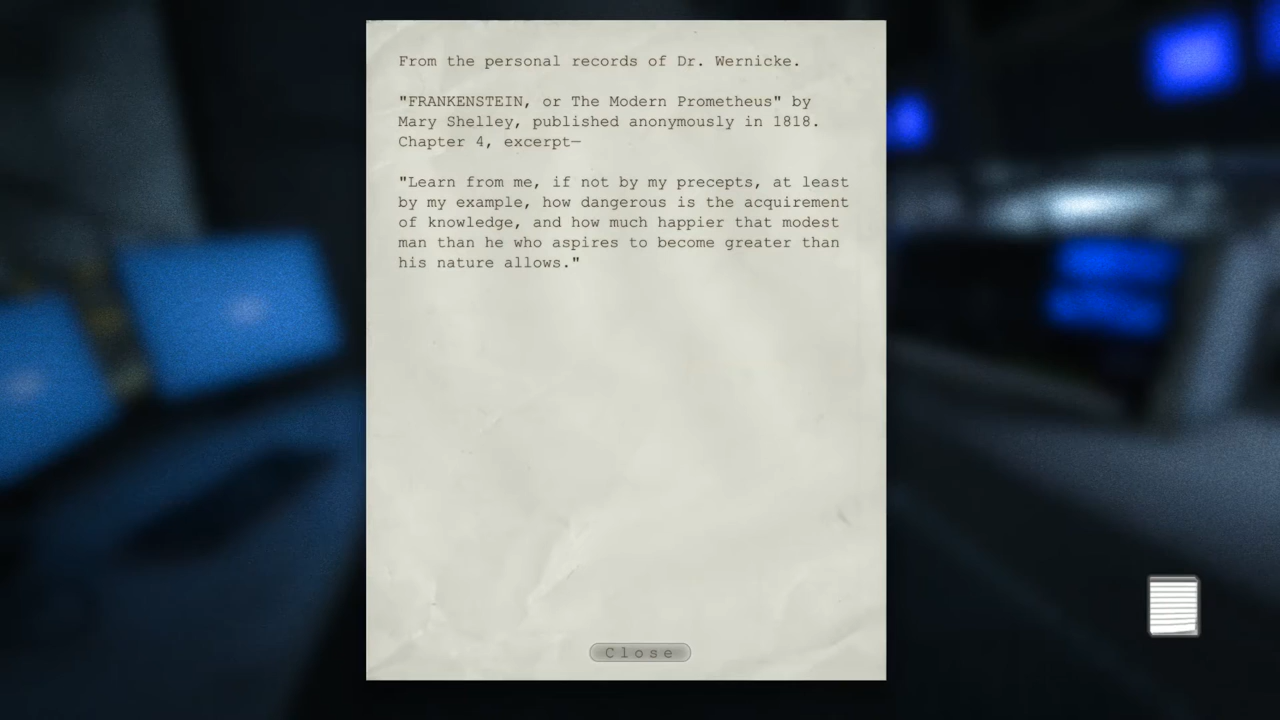 From the personal records of Dr. Wernicke.
"FRANKENSTEIN, or The Modern Prometheus" by
Mary Shelley, published anonymously in 1818.
Chapter 4, excerpt—
"Learn from me, if not by my precepts, at least
by my example, how dangerous is the acquirement
of knowledge, and how much happier that modest
man than he who aspires to become greater than
his nature allows."
Close